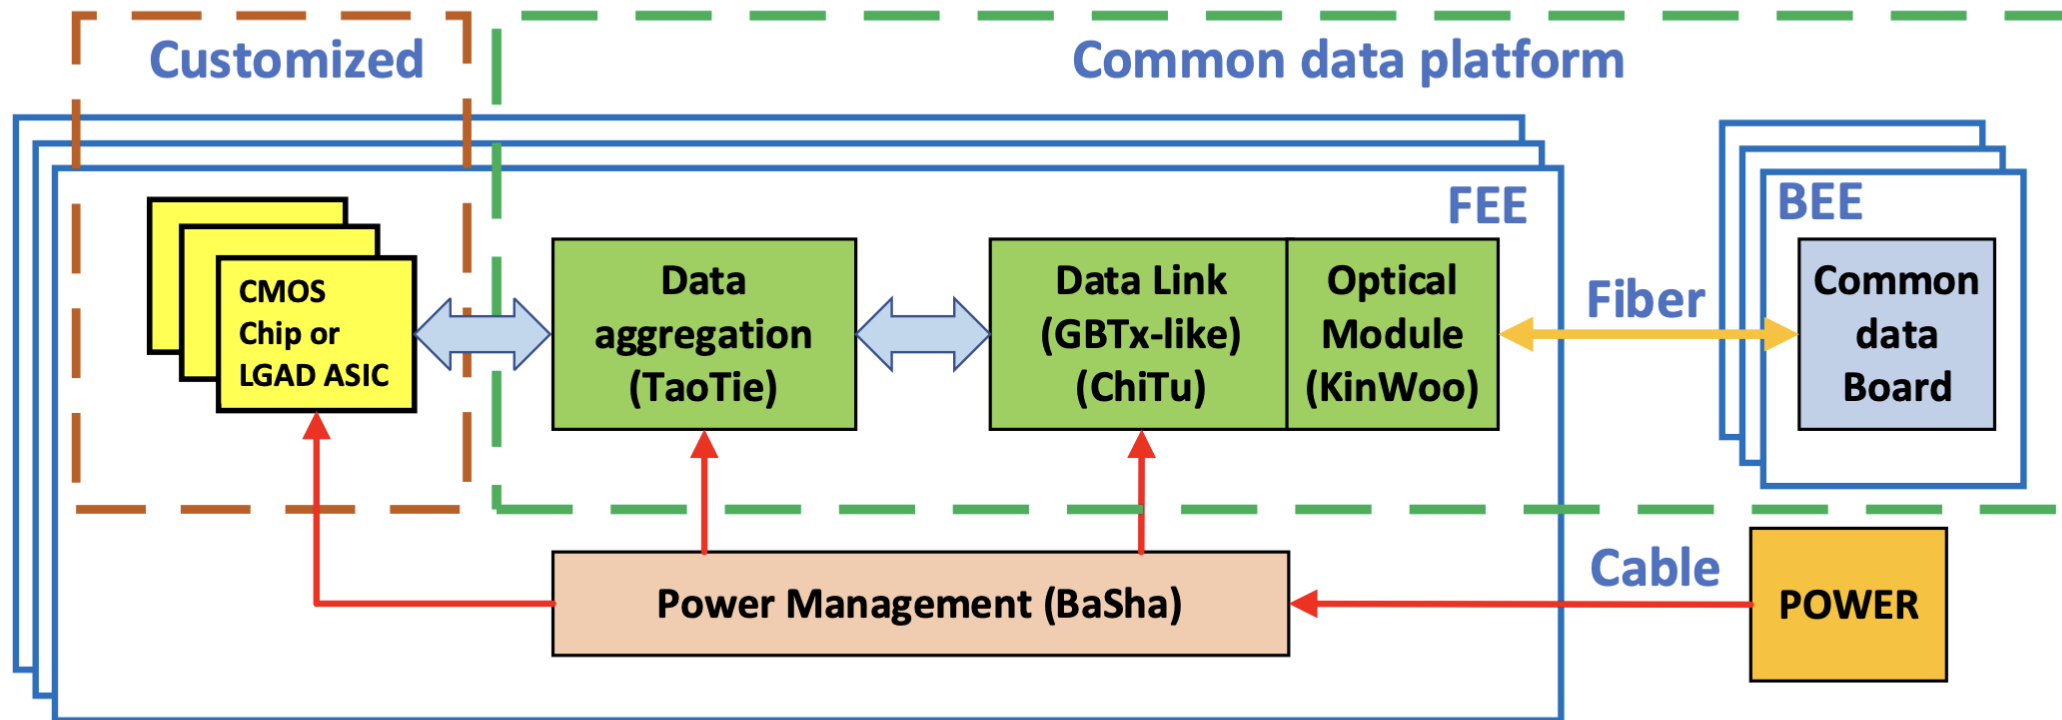 Customized
Common data platform
FEE
BEE
CMOS
Chip or
LGAD ASIC
Data
aggregation
(TaoTie)
Data Link
(GBTx-like)
(ChiTu)
Optical
Module
(KinWoo)
Fiber
Common
data
Board
Power Management (BaSha)
Cable
POWER